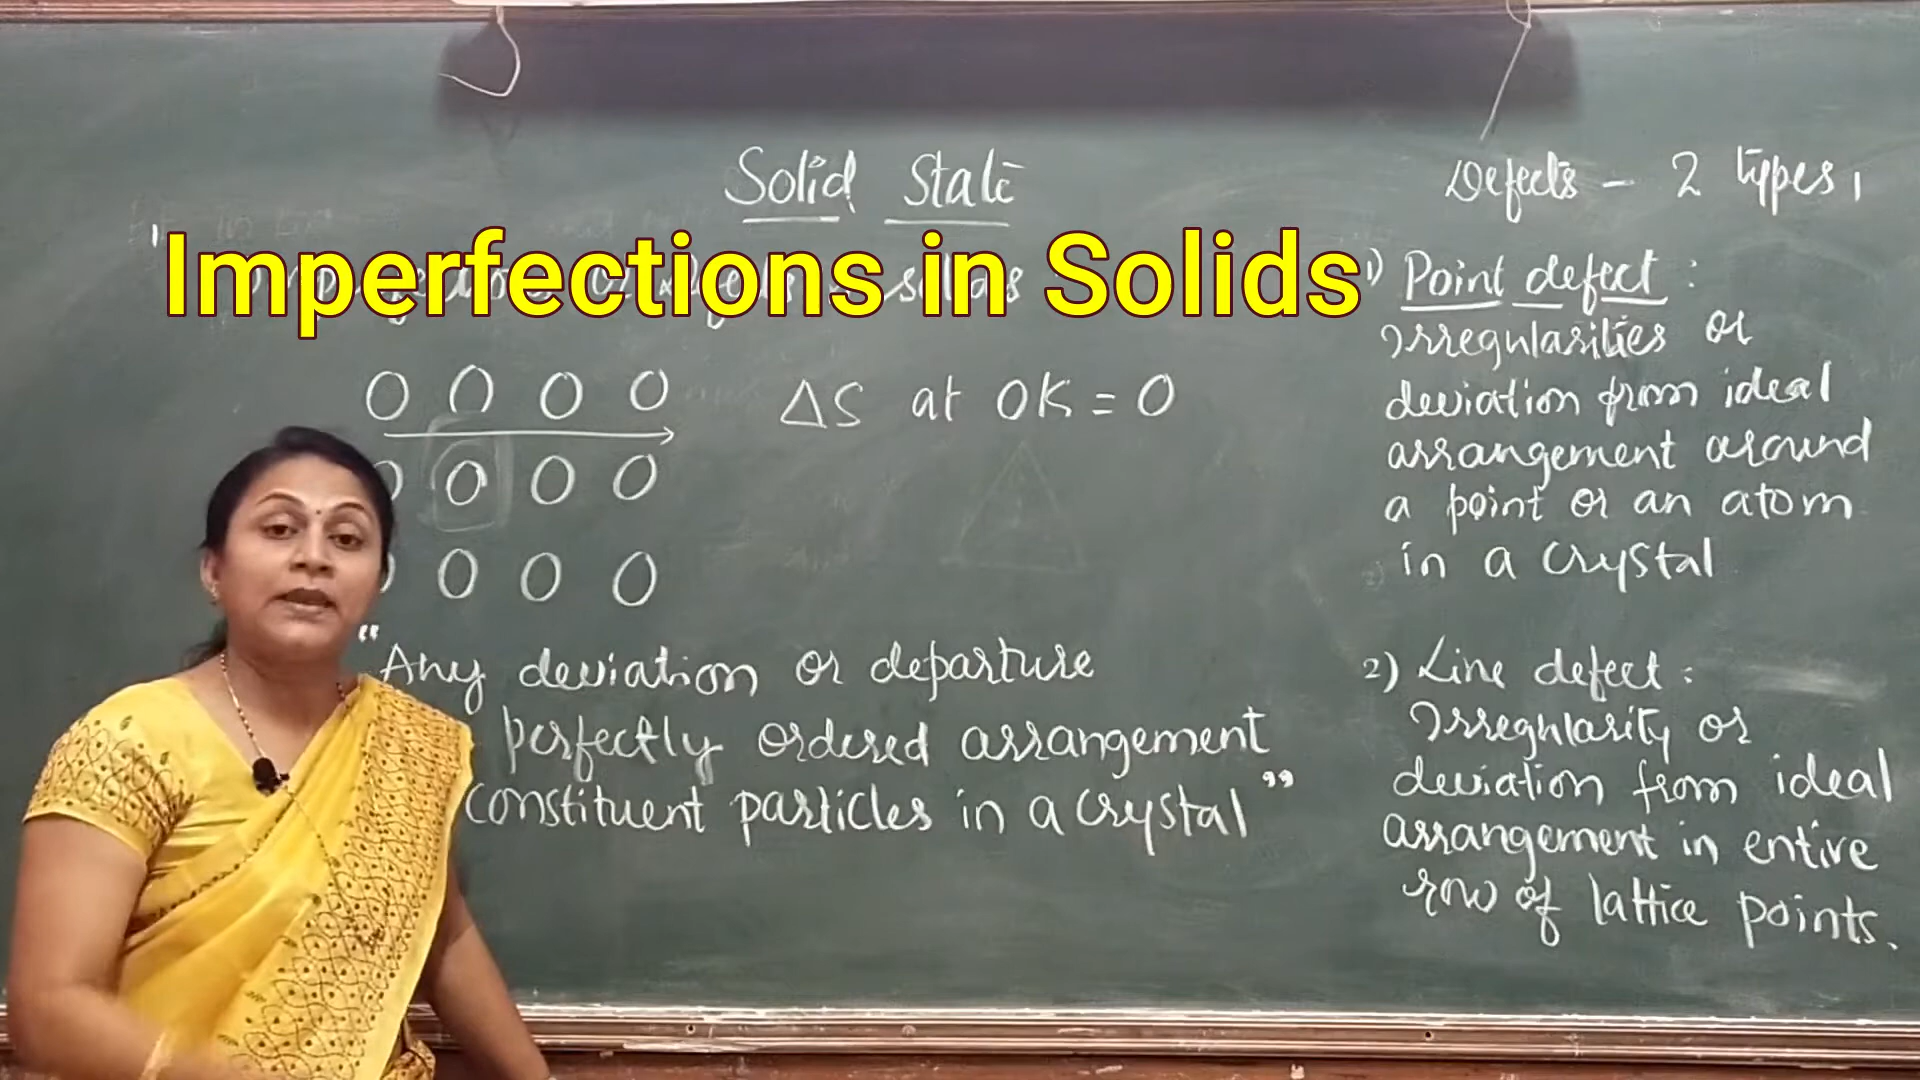 Solid State
Imperfections in Solids
solids
O O O O
ΔS at OK = O
O O O
O O O
"Any deviation or departure
perfectly ordered arrangement
constituent particles in a crystal"
Defects - 2 types,
1) Point defect :
Irregularities or
deviation from ideal
arrangement around
a point or an atom
in a crystal
2) Line defect :
Irregularity or
deviation from ideal
arrangement in entire
row of lattice points.